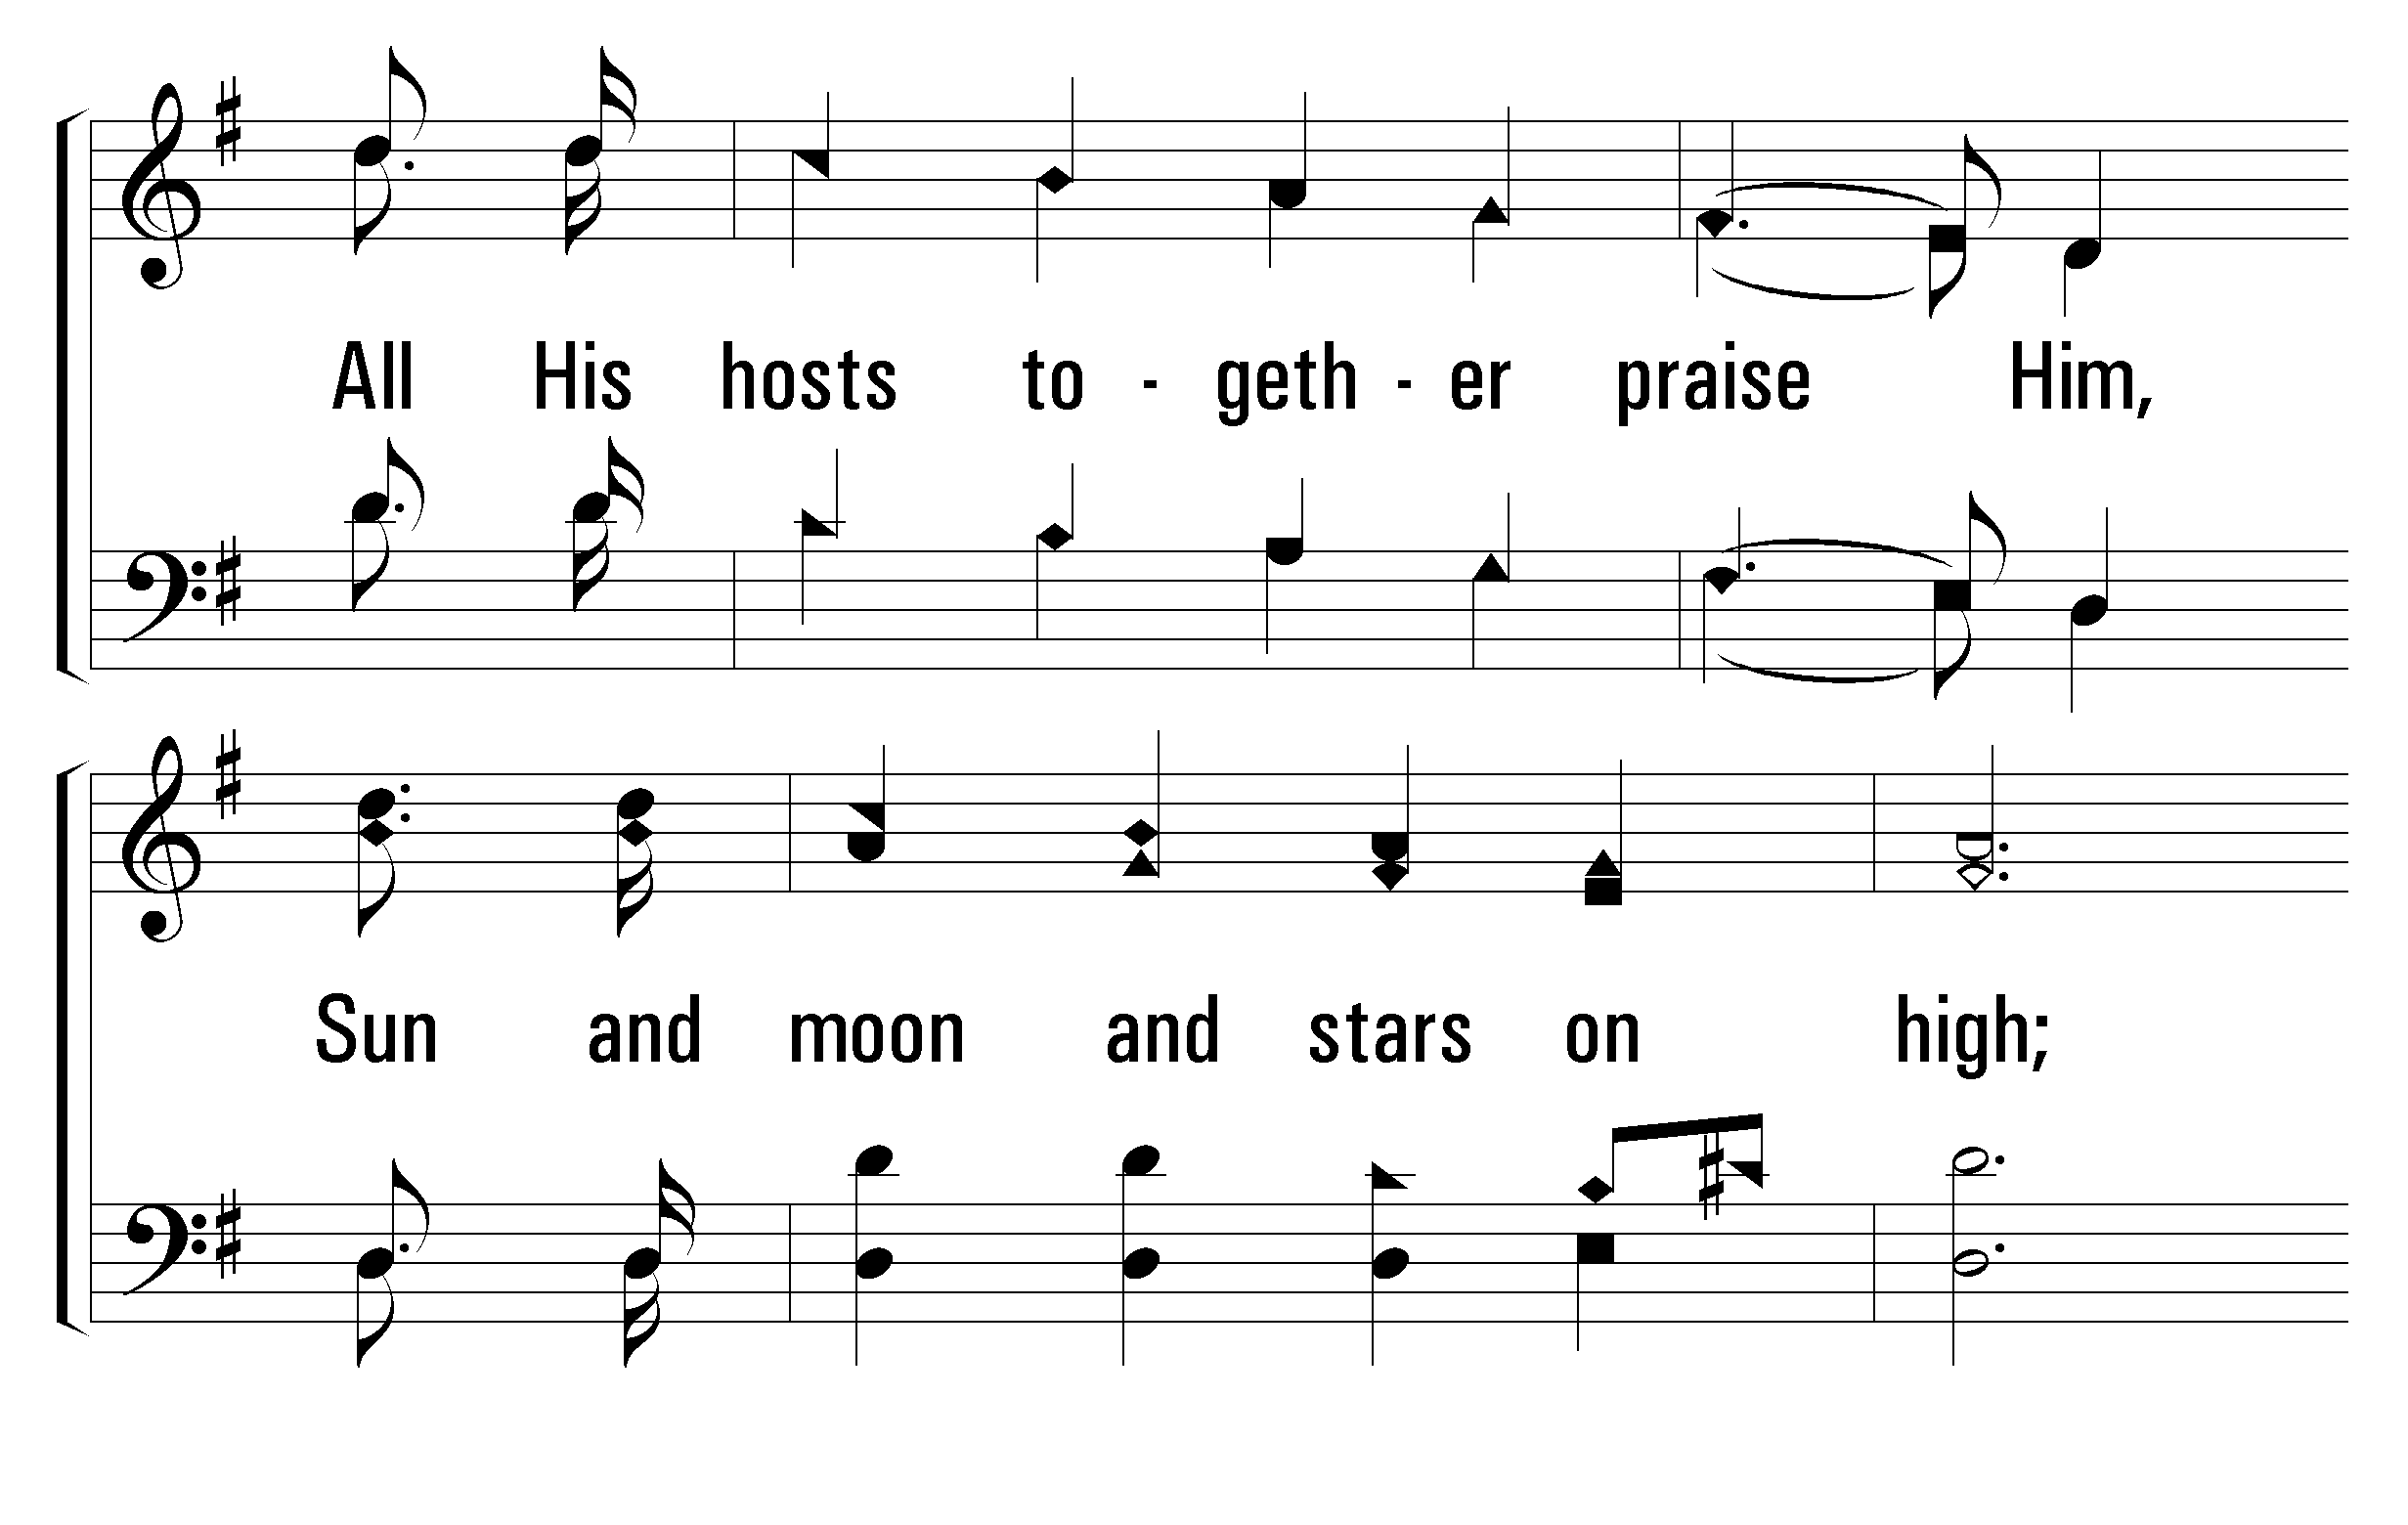 All His hosts to - geth - er praise Him,
Sun and moon and stars on high;